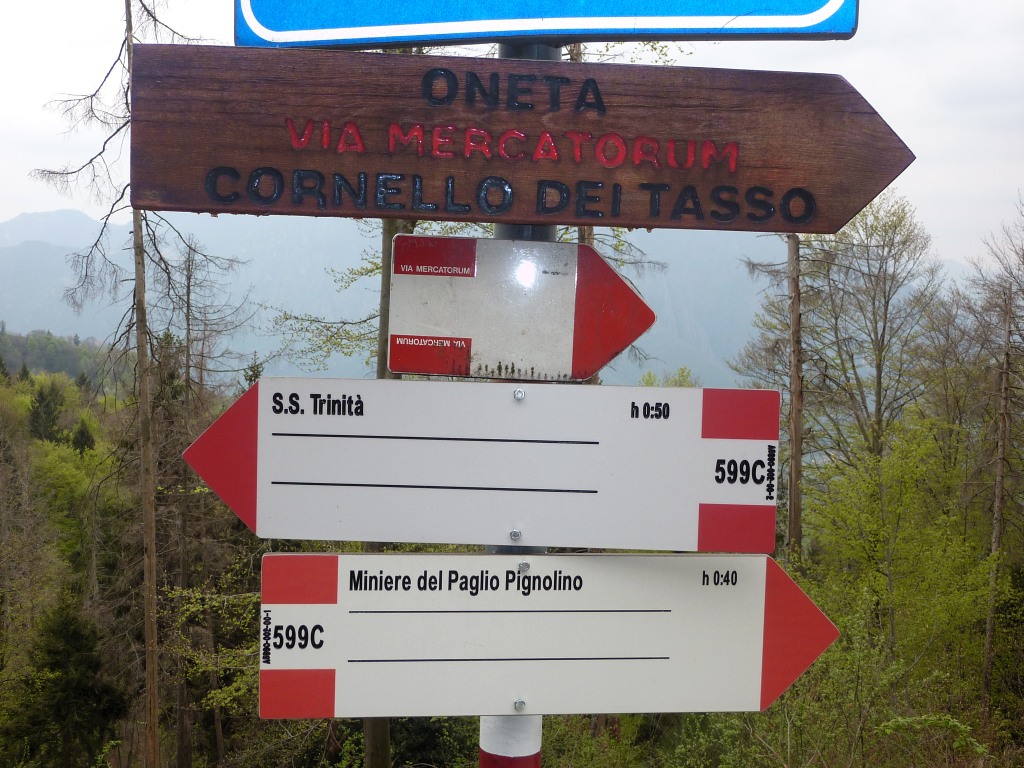 ONETA
VIA MERCATORUM
CORNELLO DEI TASSO
VIA MERCATORUM
VIA MERCATORUM
S.S. Trinità h 0:50
599C
Miniere del Paglio Pignolino h 0:40
599C